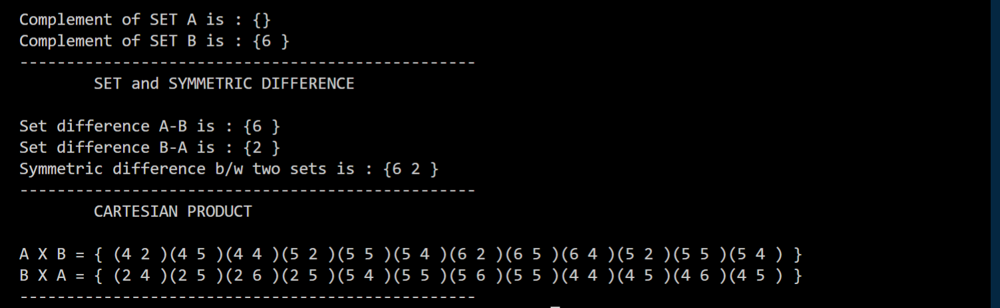 Complement of SET A is : {}
Complement of SET B is : {6 }
-------------------------------------------------
SET and SYMMETRIC DIFFERENCE
Set difference A-B is : {6 }
Set difference B-A is : {2 }
Symmetric difference b/w two sets is : {6 2 }
-------------------------------------------------
CARTESIAN PRODUCT
A X B = { (4 2 )(4 5 )(4 4 )(5 2 )(5 5 )(5 4 )(6 2 )(6 5 )(6 4 )(5 2 )(5 5 )(5 4 ) }
B X A = { (2 4 )(2 5 )(2 6 )(2 5 )(5 4 )(5 5 )(5 6 )(5 5 )(4 4 )(4 5 )(4 6 )(4 5 ) }
-------------------------------------------------